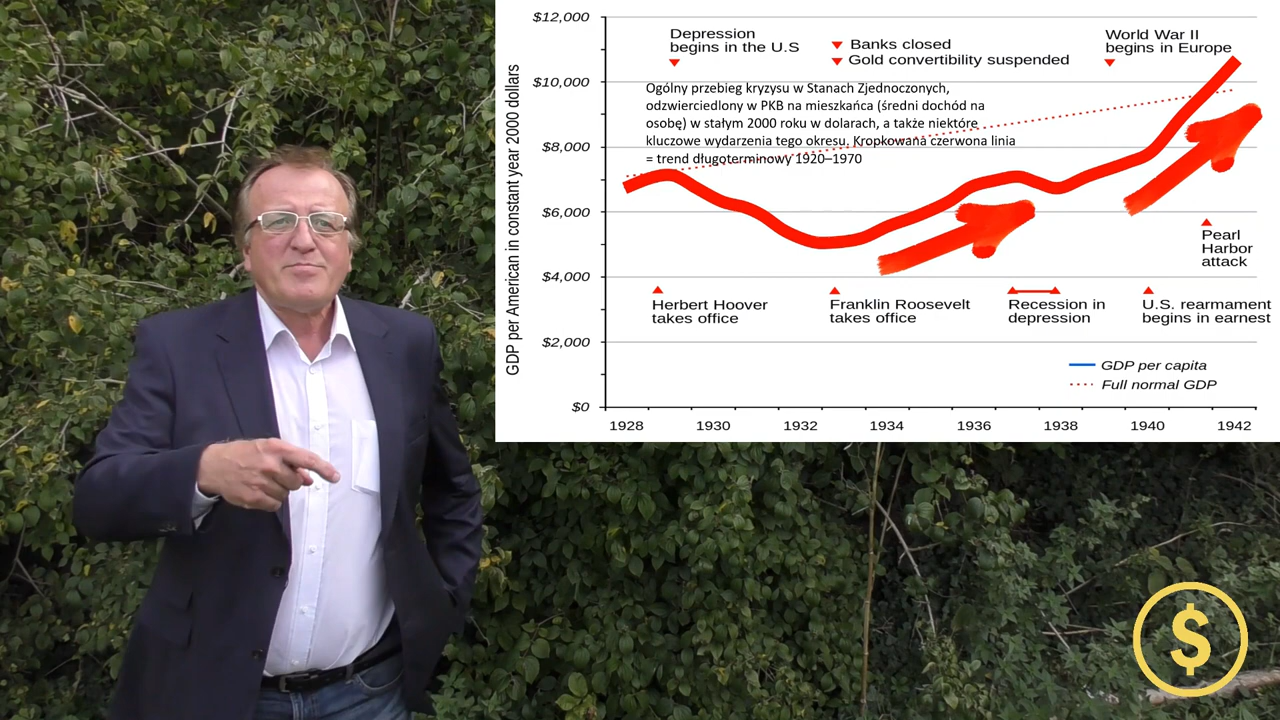 $12,000
$10,000
$8,000
$6,000
$4,000
$2,000
$0
GDP per American in constant year 2000 dollars
Depression
begins in the U.S
Banks closed
Gold convertibility suspended
World War II
begins in Europe
Ogólny przebieg kryzysu w Stanach Zjednoczonych,
odzwierciedlony w PKB na mieszkańca (średni dochód na
osobę) w stałym 2000 roku w dolarach, a także niektóre
kluczowe wydarzenia tego okresu. Kropkowana czerwona linia
= trend długoterminowy 1920–1970
Pearl
Harbor
attack
Herbert Hoover
takes office
Franklin Roosevelt
takes office
Recession in
depression
U.S. rearmament
begins in earnest
GDP per capita
Full normal GDP
1928 1930 1932 1934 1936 1938 1940 1942
$